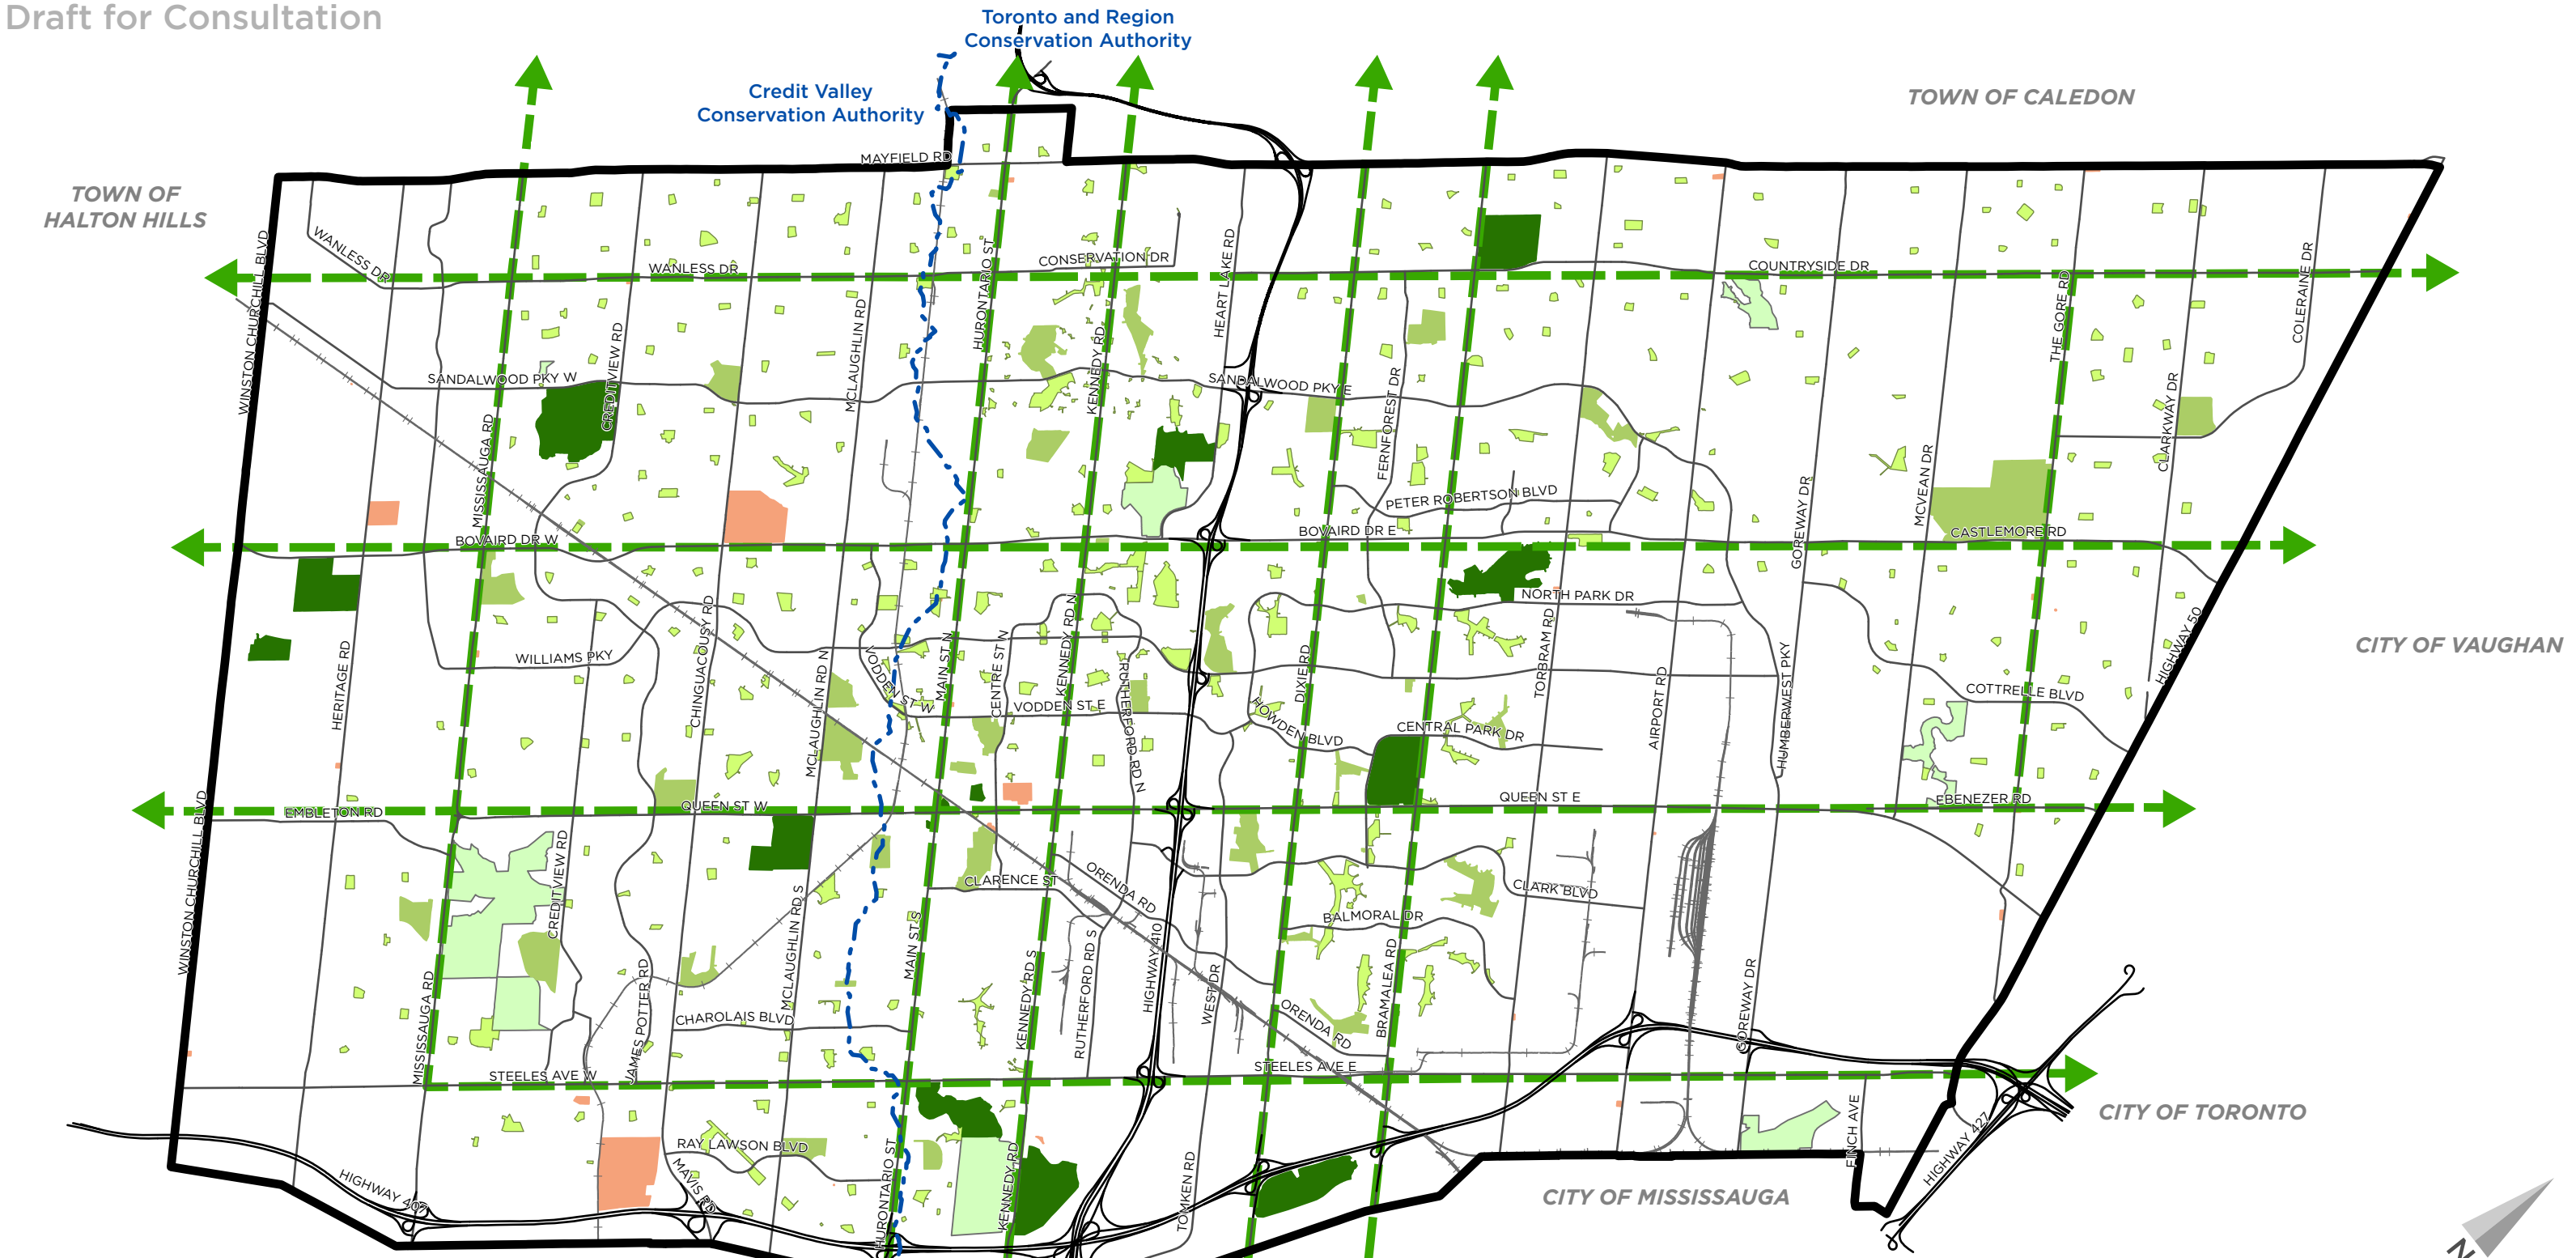 Draft for Consultation
Toronto and Region
Conservation Authority
Credit Valley
Conservation Authority
TOWN OF CALEDON
TOWN OF
HALTON HILLS
MAYFIELD RD
WANLESS DR
WANLESS DR
CONSERVATION DR
COUNTRYSIDE DR
WINSTON CHURCHILL BLVD
HURONTARIO ST
HEART LAKE RD
THE GORE RD
COLERAINE DR
CREDITVIEW RD
MCLAUGHLIN RD
KENNEDY RD
SANDALWOOD PKY W
SANDALWOOD PKY E
FERNFOREST DR
CLARKWAY DR
MISSISSAUGA RD
PETER ROBERTSON BLVD
GOREWAY DR
MCVEAN DR
BOVAIRD DR W
BOVAIRD DR E
CASTLEMORE RD
NORTH PARK DR
HERITAGE RD
WILLIAMS PKY
CHINGUACOUSY RD
MCLAUGHLIN RD N
VODDEN ST W
MAIN ST N
CENTRE ST N
KENNEDY RD N
RUTHERFORD RD N
VODDEN ST E
HOWDEN BLVD
DIXIE RD
CENTRAL PARK DR
TORBRAM RD
AIRPORT RD
HUMBERWEST PKY
COTTRELLE BLVD
HIGHWAY 50
CITY OF VAUGHAN
EMBLETON RD
QUEEN ST W
QUEEN ST E
EBENEZER RD
WINSTON CHURCHILL BLVD
CREDITVIEW RD
CLARENCE ST
ORENDA RD
CLARK BLVD
BALMORAL DR
MISSISSAUGA RD
JAMES POTTER RD
MCLAUGHLIN RD S
CHAROLAIS BLVD
MAIN ST S
KENNEDY RD S
RUTHERFORD RD S
HIGHWAY 410
WEST DR
ORENDA RD
BRAMALEA RD
GOREWAY DR
STEELES AVE W
STEELES AVE E
CITY OF TORONTO
RAY LAWSON BLVD
MAVIS RD
HURONTARIO ST
KENNEDY RD
TOMKEN RD
HIGHWAY 407
FINCH AVE
HIGHWAY 427
CITY OF MISSISSAUGA
N